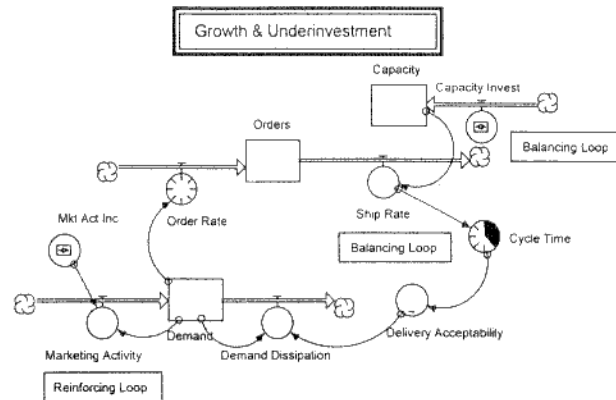 Growth & Underinvestment
Capacity
Capacity Invest
Orders
Balancing Loop
Mkt Act Inc
Order Rate
Ship Rate
Balancing Loop
Cycle Time
Demand
Delivery Acceptability
Marketing Activity
Demand Dissipation
Reinforcing Loop